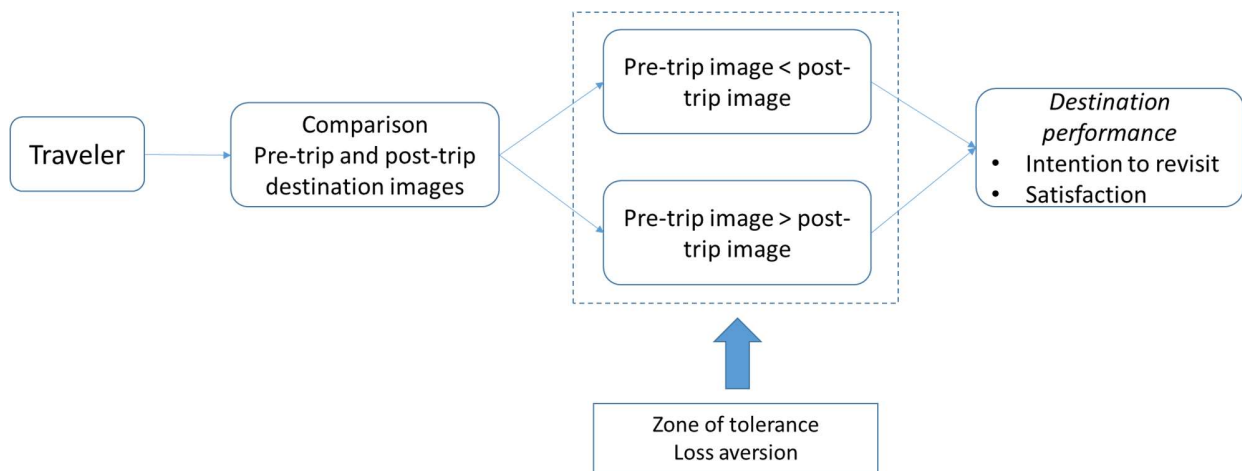 Traveler
Comparison
Pre-trip and post-trip
destination images
Pre-trip image < post-
trip image
Pre-trip image > post-
trip image
Destination
performance
• Intention to revisit
• Satisfaction
Zone of tolerance
Loss aversion